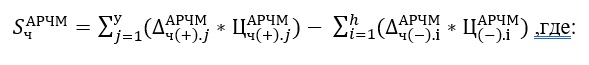 S_ч^АРЧМ = ∑_{j=1}^{у}(Δ_{ч(+).j}^{АРЧМ} * Ц_{ч(+).j}^{АРЧМ}) − ∑_{i=1}^{h}(Δ_{ч(−).i}^{АРЧМ} * Ц_{(−).i}^{АРЧМ}) ,где: